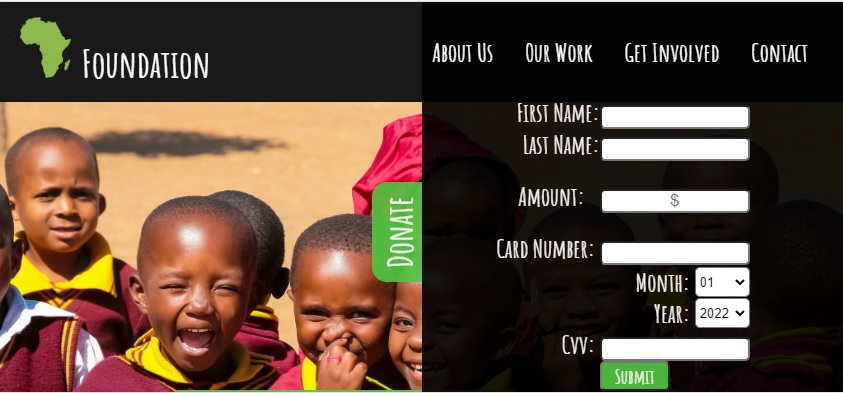 Foundation
About Us
Our Work
Get Involved
Contact
First Name:
Last Name:
Amount:
$
Donate
Card Number:
Month:
01
Year:
2022
Cvv:
Submit